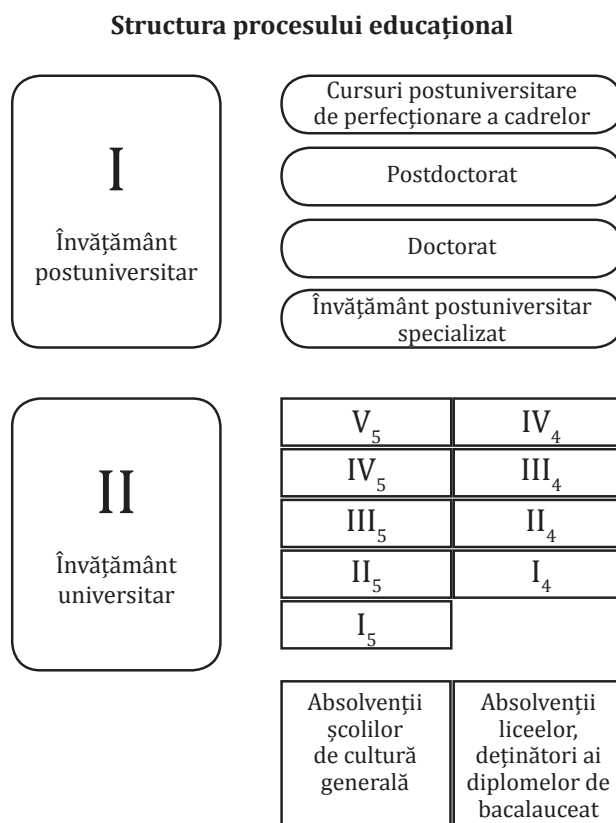 Structura procesului educațional
I
Învățământ
postuniversitar
Cursuri postuniversitare
de perfecționare a cadrelor
Postdoctorat
Doctorat
Învățământ postuniversitar
specializat
II
Învățământ
universitar
V₅ IV₄
IV₅ III₄
III₅ II₄
II₅ I₄
I₅
Absolvenții
școlilor
de cultură
generală
Absolvenții
liceelor,
deținători ai
diplomelor de
bacalauceat